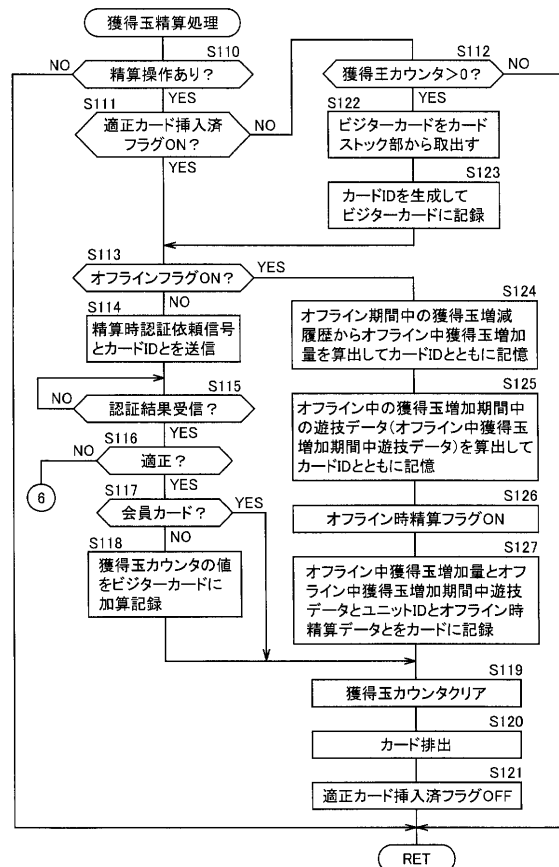 獲得玉精算処理
S110
NO
精算操作あり？
YES
S111
適正カード挿入済
フラグON？
NO
YES
S112
獲得王カウンタ＞0？
NO
YES
S122
ビジターカードをカード
ストック部から取出す
S123
カードIDを生成して
ビジターカードに記録
S113
オフラインフラグON？
YES
NO
S114
精算時認証依頼信号
とカードIDとを送信
S115
NO
認証結果受信？
YES
S116
NO
適正？
6
YES
S117
会員カード？
YES
NO
S118
獲得玉カウンタの値
をビジターカードに
加算記録
S124
オフライン期間中の獲得玉増減
履歴からオフライン中獲得玉増加
量を算出してカードIDとともに記憶
S125
オフライン中の獲得玉増加期間中
の遊技データ(オフライン中獲得玉
増加期間中遊技データ)を算出して
カードIDとともに記憶
S126
オフライン時精算フラグON
S127
オフライン中獲得玉増加量とオフ
ライン中獲得玉増加期間中遊技
データとユニットIDとオフライン時
精算データとをカードに記録
S119
獲得玉カウンタクリア
S120
カード排出
S121
適正カード挿入済フラグOFF
RET